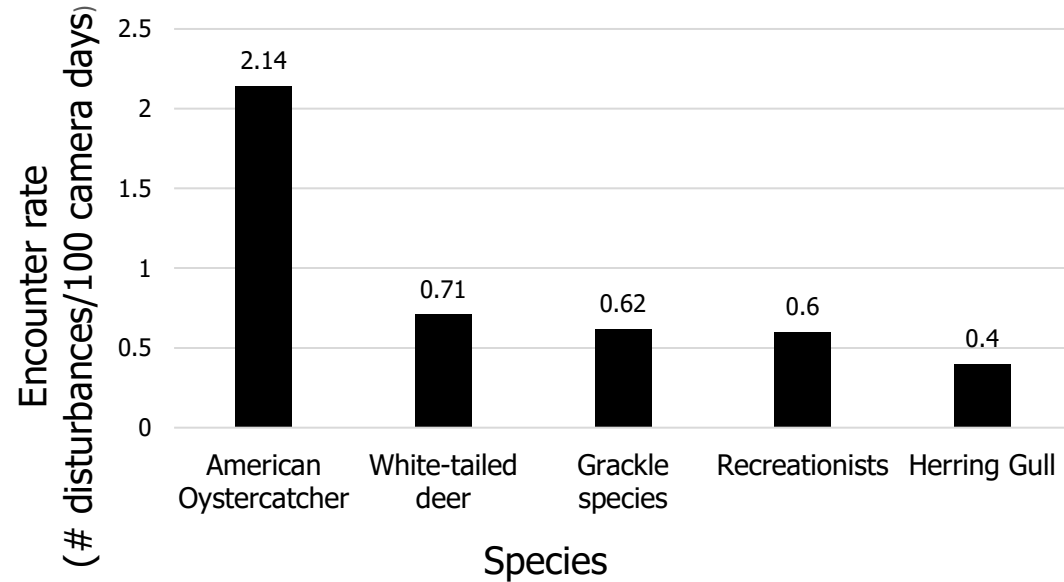 Encounter rate
(# disturbances/100 camera days)
2.5
2
1.5
1
0.5
0
2.14
0.71
0.62
0.6
0.4
American
Oystercatcher
White-tailed
deer
Grackle
species
Recreationists
Herring Gull
Species